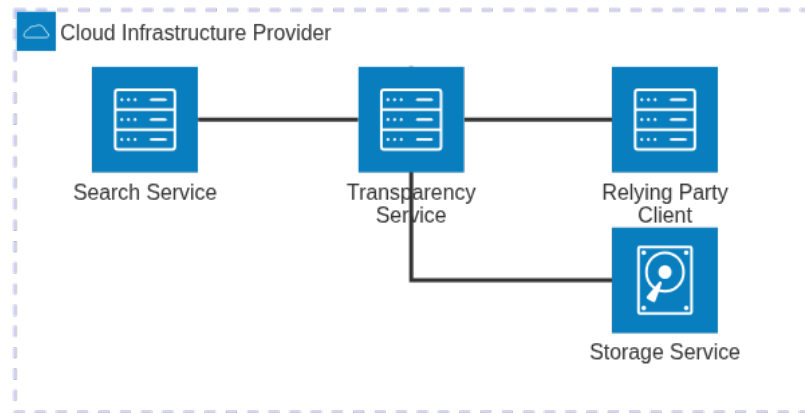 Cloud Infrastructure Provider
Search Service
Transparency
Service
Relying Party
Client
Storage Service